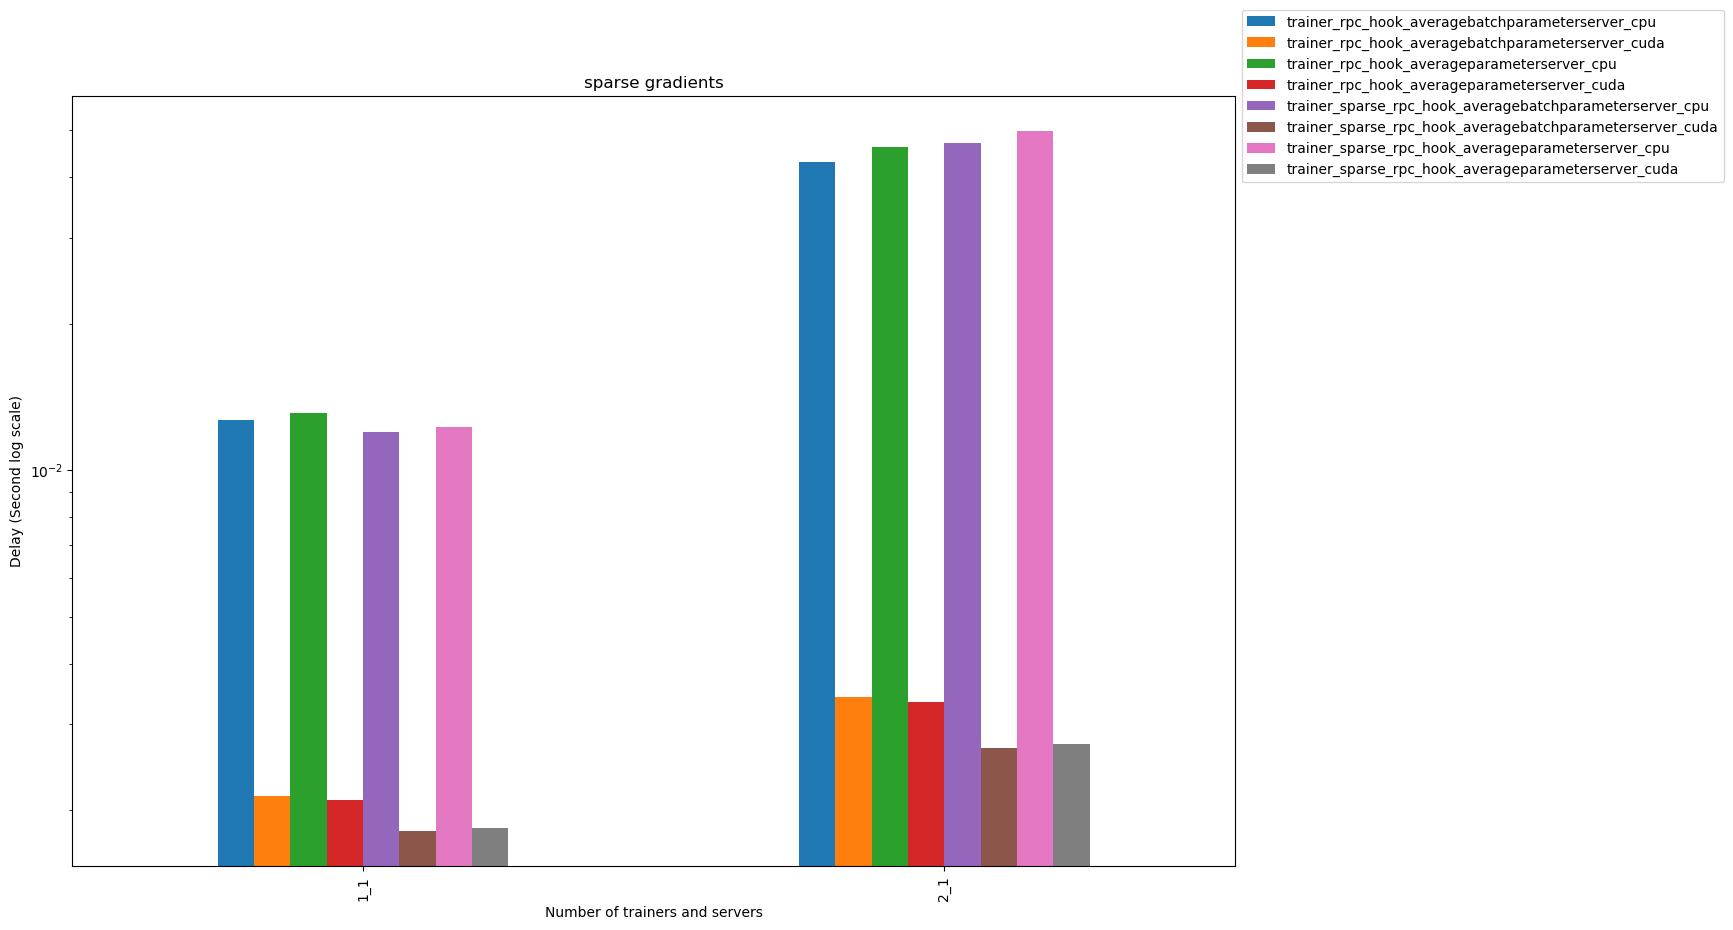 trainer_rpc_hook_averagebatchparameterserver_cpu
trainer_rpc_hook_averagebatchparameterserver_cuda
trainer_rpc_hook_averageparameterserver_cpu
trainer_rpc_hook_averageparameterserver_cuda
trainer_sparse_rpc_hook_averagebatchparameterserver_cpu
trainer_sparse_rpc_hook_averagebatchparameterserver_cuda
trainer_sparse_rpc_hook_averageparameterserver_cpu
trainer_sparse_rpc_hook_averageparameterserver_cuda
sparse gradients
Delay (Second log scale)
10⁻²
1_1
2_1
Number of trainers and servers